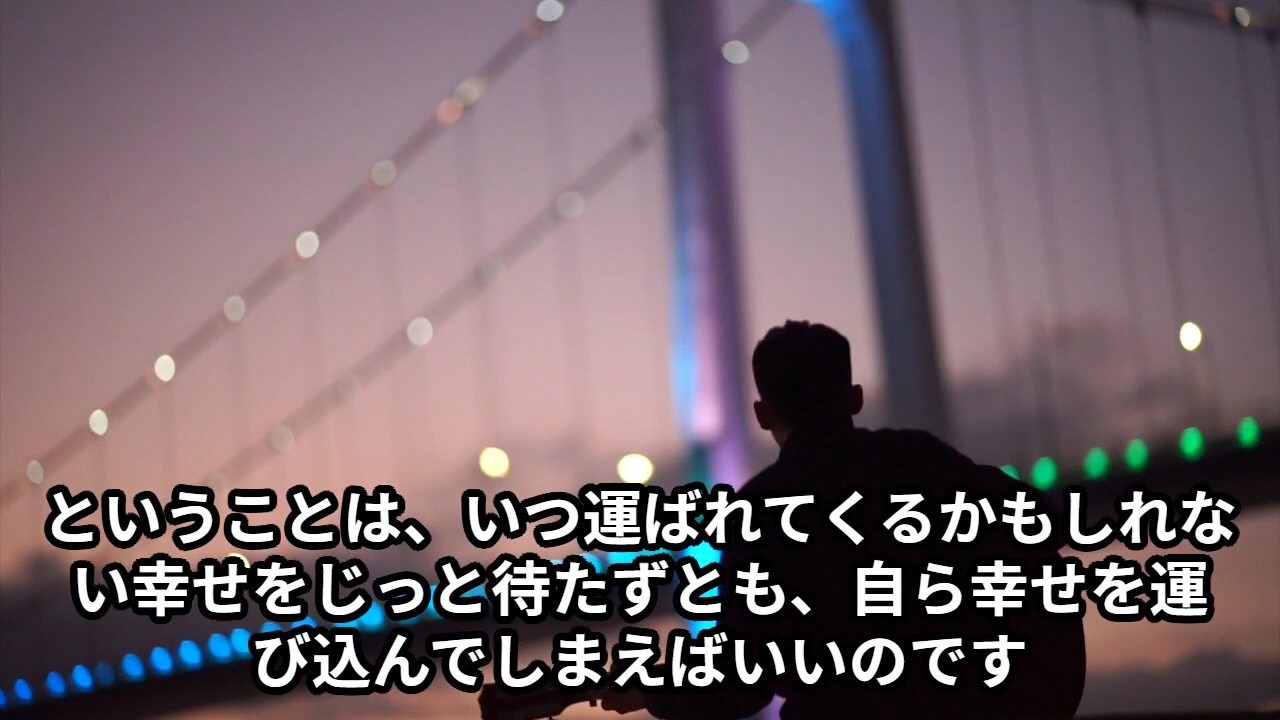 ということは、いつ運ばれてくるかもしれな
い幸せをじっと待たずとも、自ら幸せを運
び込んでしまえばいいのです